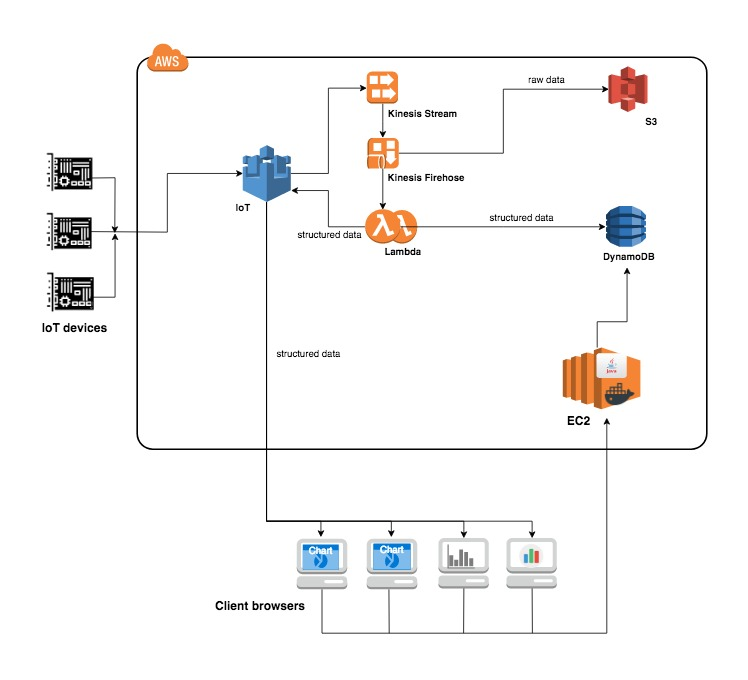 AWS
raw data
Kinesis Stream
S3
Kinesis Firehose
IoT
structured data
structured data
Lambda
DynamoDB
IoT devices
structured data
Java
EC2
Chart
Chart
Client browsers